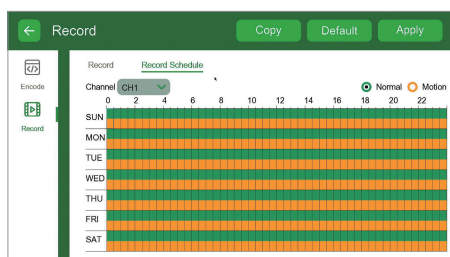 Record Copy Default Apply
Record Record Schedule
Encode
Channel CH1 Normal Motion
0 2 4 6 8 10 12 14 16 18 20 22
Record
SUN
MON
TUE
WED
THU
FRI
SAT